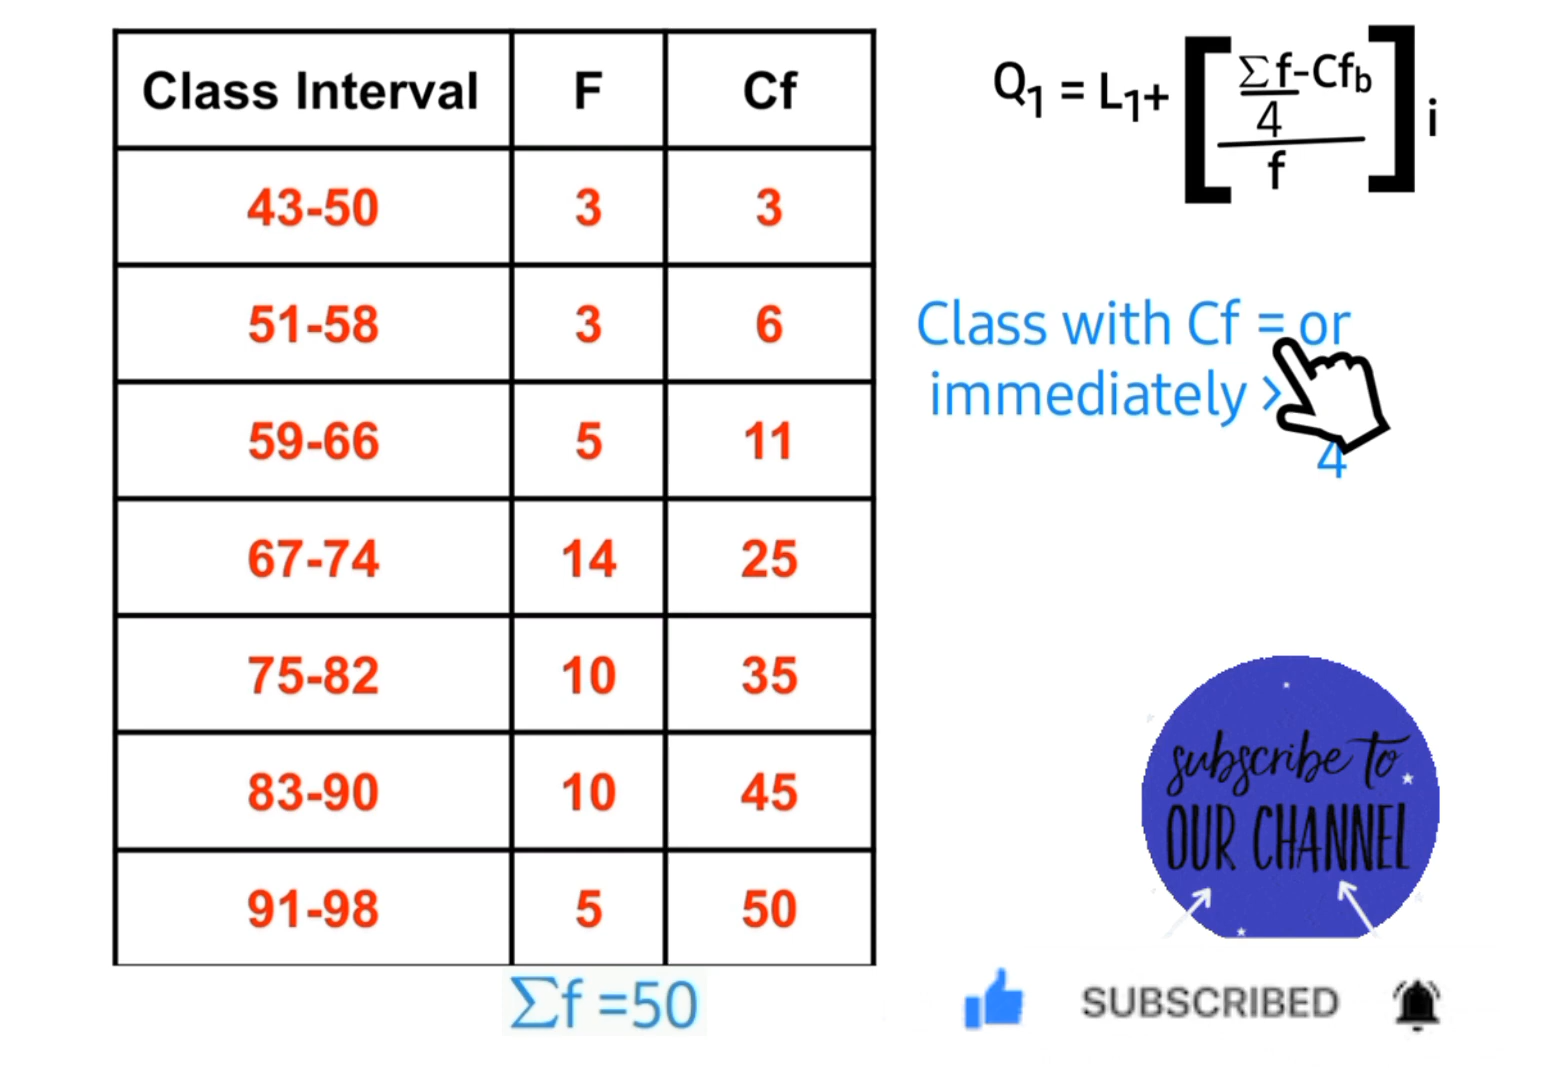 Class Interval F Cf
43-50 3 3
51-58 3 6
59-66 5 11
67-74 14 25
75-82 10 35
83-90 10 45
91-98 5 50
Σf =50
Q₁ = L₁+ [ Σf-Cfb ] i
4
f
Class with Cf = or
immediately >
4
subscribe to
OUR CHANNEL
SUBSCRIBED